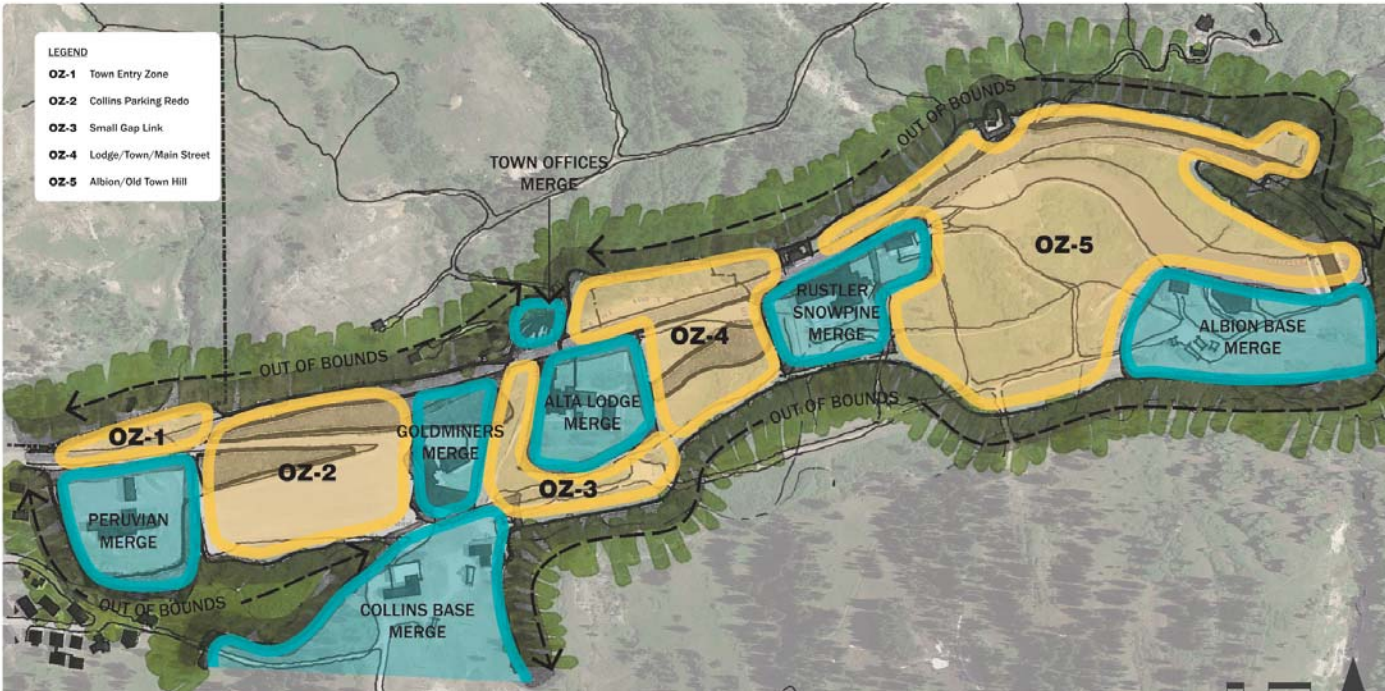 LEGEND
OZ-1 Town Entry Zone
OZ-2 Collins Parking Redo
OZ-3 Small Gap Link
OZ-4 Lodge/Town/Main Street
OZ-5 Albion/Old Town Hill
OUT OF BOUNDS
TOWN OFFICES
MERGE
OZ-5
RUSTLER
SNOWPINE
MERGE
ALBION BASE
MERGE
OZ-4
OUT OF BOUNDS
ALTA LODGE
MERGE
OUT OF BOUNDS
GOLDMINERS
MERGE
OZ-1
OZ-2
OZ-3
PERUVIAN
MERGE
OUT OF BOUNDS
COLLINS BASE
MERGE